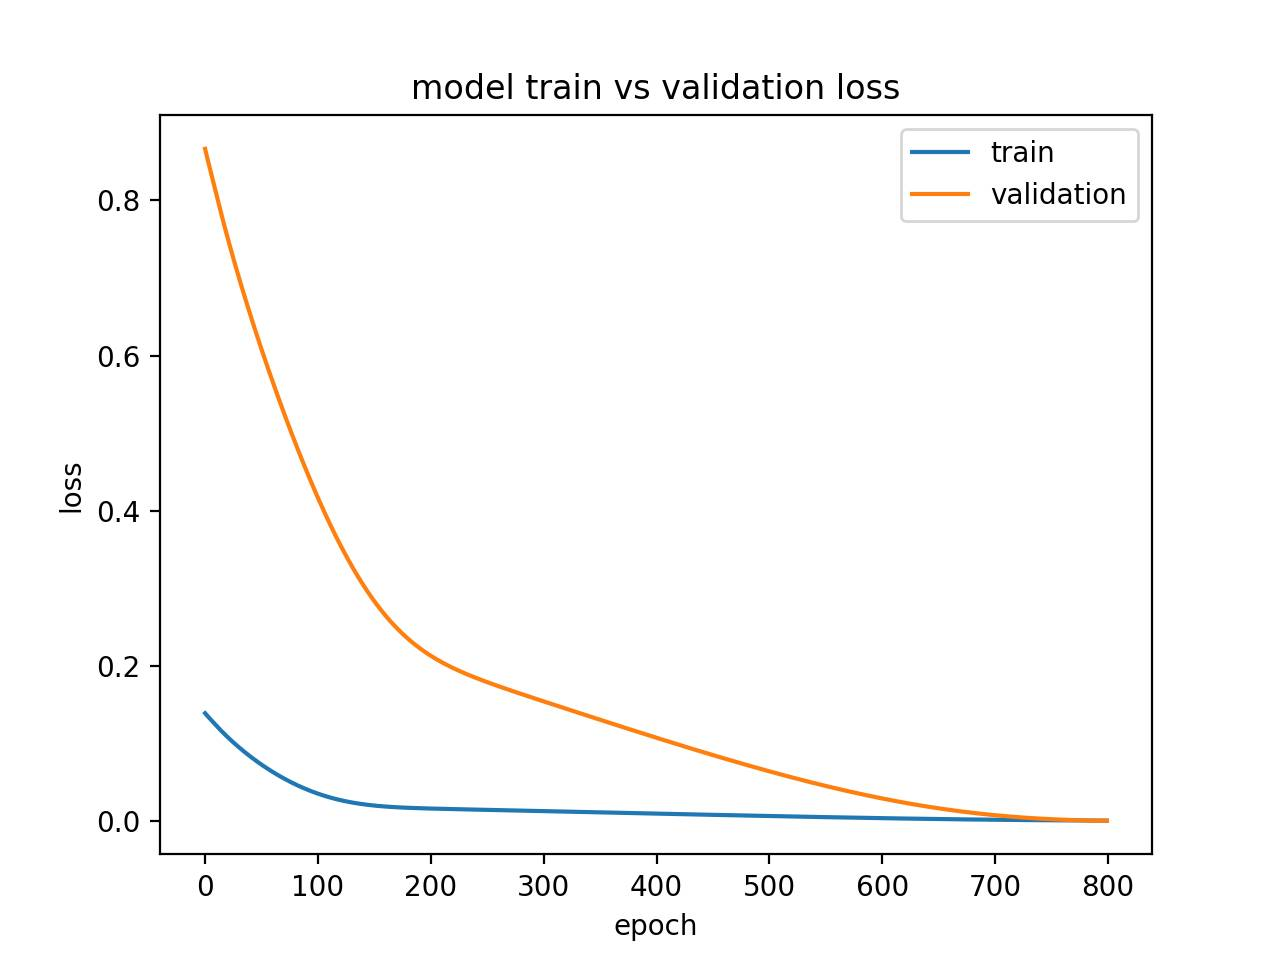 model train vs validation loss
train
validation
0.8
0.6
0.4
0.2
0.0
loss
0 100 200 300 400 500 600 700 800
epoch